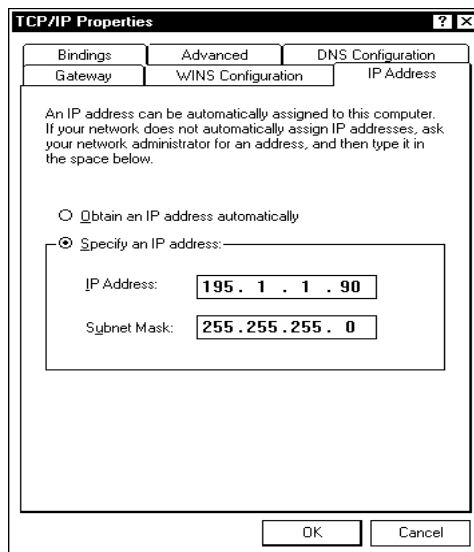 TCP/IP Properties ? X
Bindings Advanced DNS Configuration
Gateway WINS Configuration IP Address
An IP address can be automatically assigned to this computer.
If your network does not automatically assign IP addresses, ask
your network administrator for an address, and then type it in
the space below.
Obtain an IP address automatically
Specify an IP address:
IP Address: 195. 1 . 1 . 90
Subnet Mask: 255.255.255. 0
OK Cancel